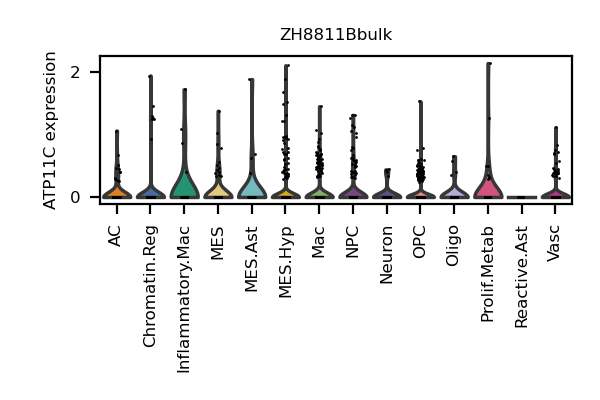 ZH8811Bbulk
ATP11C expression
2
0
AC
Chromatin.Reg
Inflammatory.Mac
MES
MES.Ast
MES.Hyp
Mac
NPC
Neuron
OPC
Oligo
Prolif.Metab
Reactive.Ast
Vasc